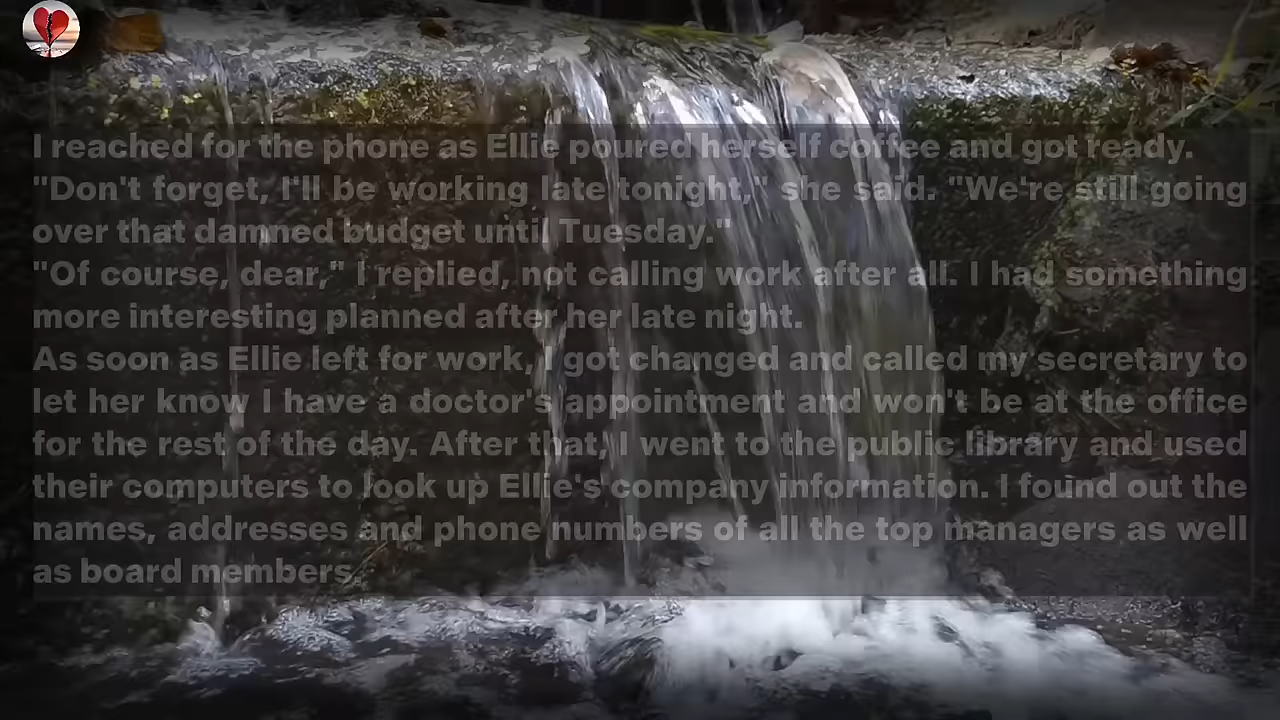 I reached for the phone as Ellie poured herself coffee and got ready.
"Don't forget, I'll be working late tonight," she said. "We're still going
over that damned budget until Tuesday."
"Of course, dear," I replied, not calling work after all. I had something
more interesting planned after her late night.
As soon as Ellie left for work, I got changed and called my secretary to
let her know I have a doctor's appointment and won't be at the office
for the rest of the day. After that, I went to the public library and used
their computers to look up Ellie's company information. I found out the
names, addresses and phone numbers of all the top managers as well
as board members.